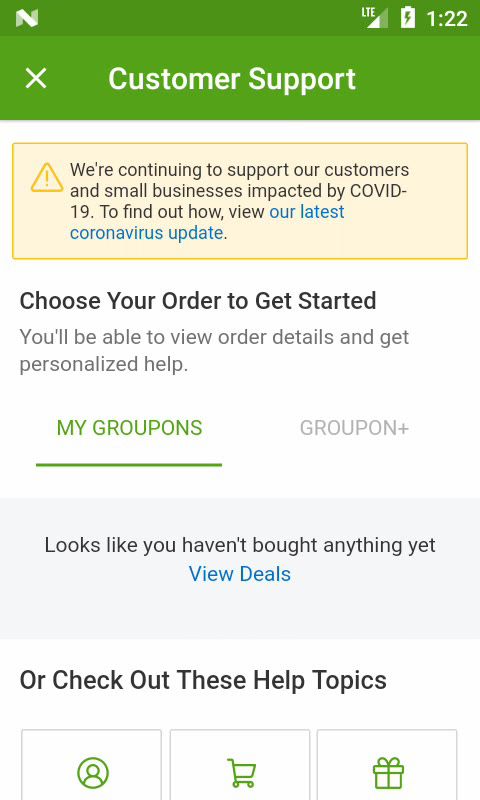 LTE 1:22
Customer Support
We're continuing to support our customers
and small businesses impacted by COVID-
19. To find out how, view our latest
coronavirus update.
Choose Your Order to Get Started
You'll be able to view order details and get
personalized help.
MY GROUPONS GROUPON+
Looks like you haven't bought anything yet
View Deals
Or Check Out These Help Topics